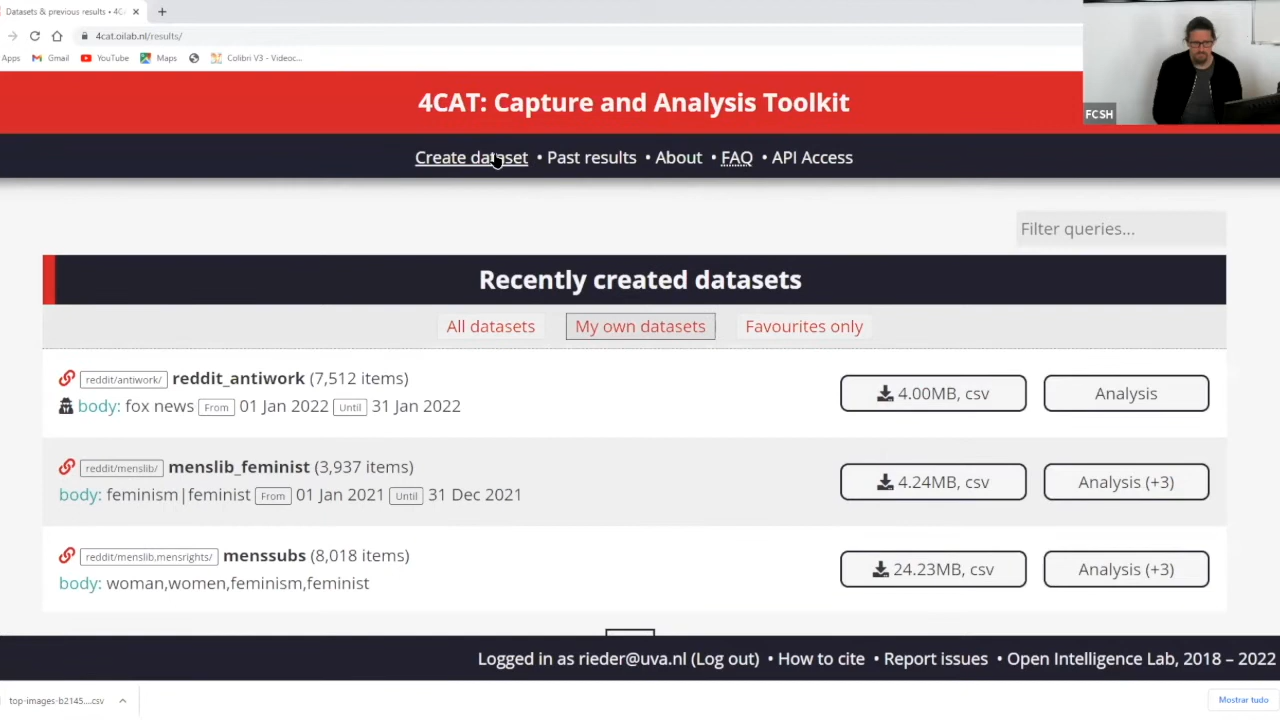 Datasets & previous results • 4C
4cat.oilab.nl/results/
Apps Gmail YouTube Maps Colibri V3 - Videoc...
4CAT: Capture and Analysis Toolkit
FCSH
Create dataset • Past results • About • FAQ • API Access
Filter queries...
Recently created datasets
All datasets My own datasets Favourites only
reddit/antiwork/ reddit_antiwork (7,512 items)
body: fox news From 01 Jan 2022 Until 31 Jan 2022
4.00MB, csv Analysis
reddit/menslib/ menslib_feminist (3,937 items)
body: feminism|feminist From 01 Jan 2021 Until 31 Dec 2021
4.24MB, csv Analysis (+3)
reddit/menslib,mensrights/ menssubs (8,018 items)
body: woman,women,feminism,feminist
24.23MB, csv Analysis (+3)
Logged in as rieder@uva.nl (Log out) • How to cite • Report issues • Open Intelligence Lab, 2018 – 2022
top-images-b2145....csv
Mostrar tudo